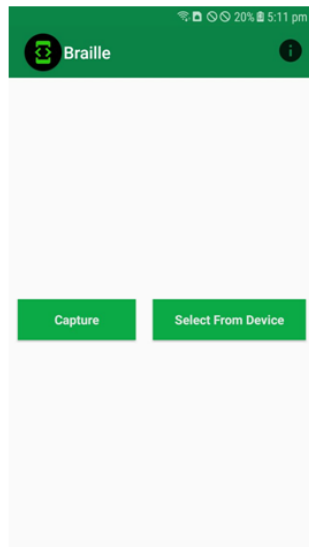 20% 5:11 pm
Braille
i
Capture
Select From Device